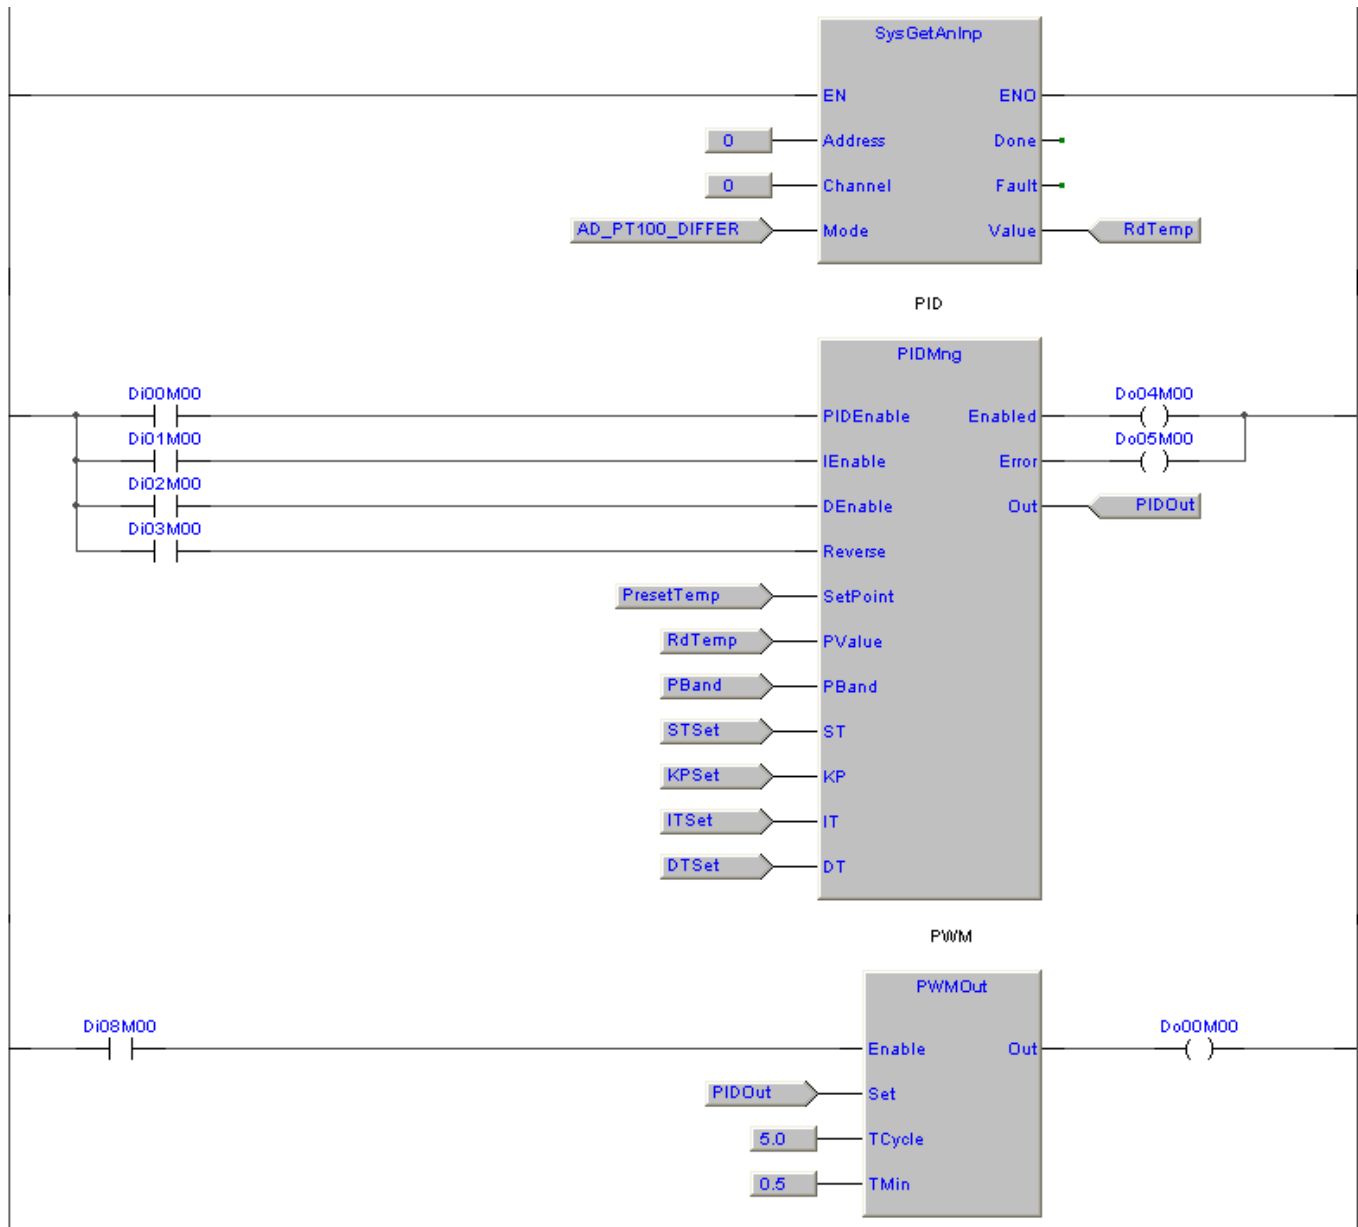 SysGetAnInp
EN ENO
0 Address Done
0 Channel Fault
AD_PT100_DIFFER Mode Value RdTemp
PID
PIDMng
Di00M00 Do04M00
PIDEnable Enabled
Di01M00 Do05M00
IEnable Error
Di02M00
DEnable Out PIDOut
Di03M00
Reverse
PresetTemp SetPoint
RdTemp PValue
PBand PBand
STSet ST
KPSet KP
ITSet IT
DTSet DT
PWM
PWMOut
Di08M00 Do00M00
Enable Out
PIDOut Set
5.0 TCycle
0.5 TMin